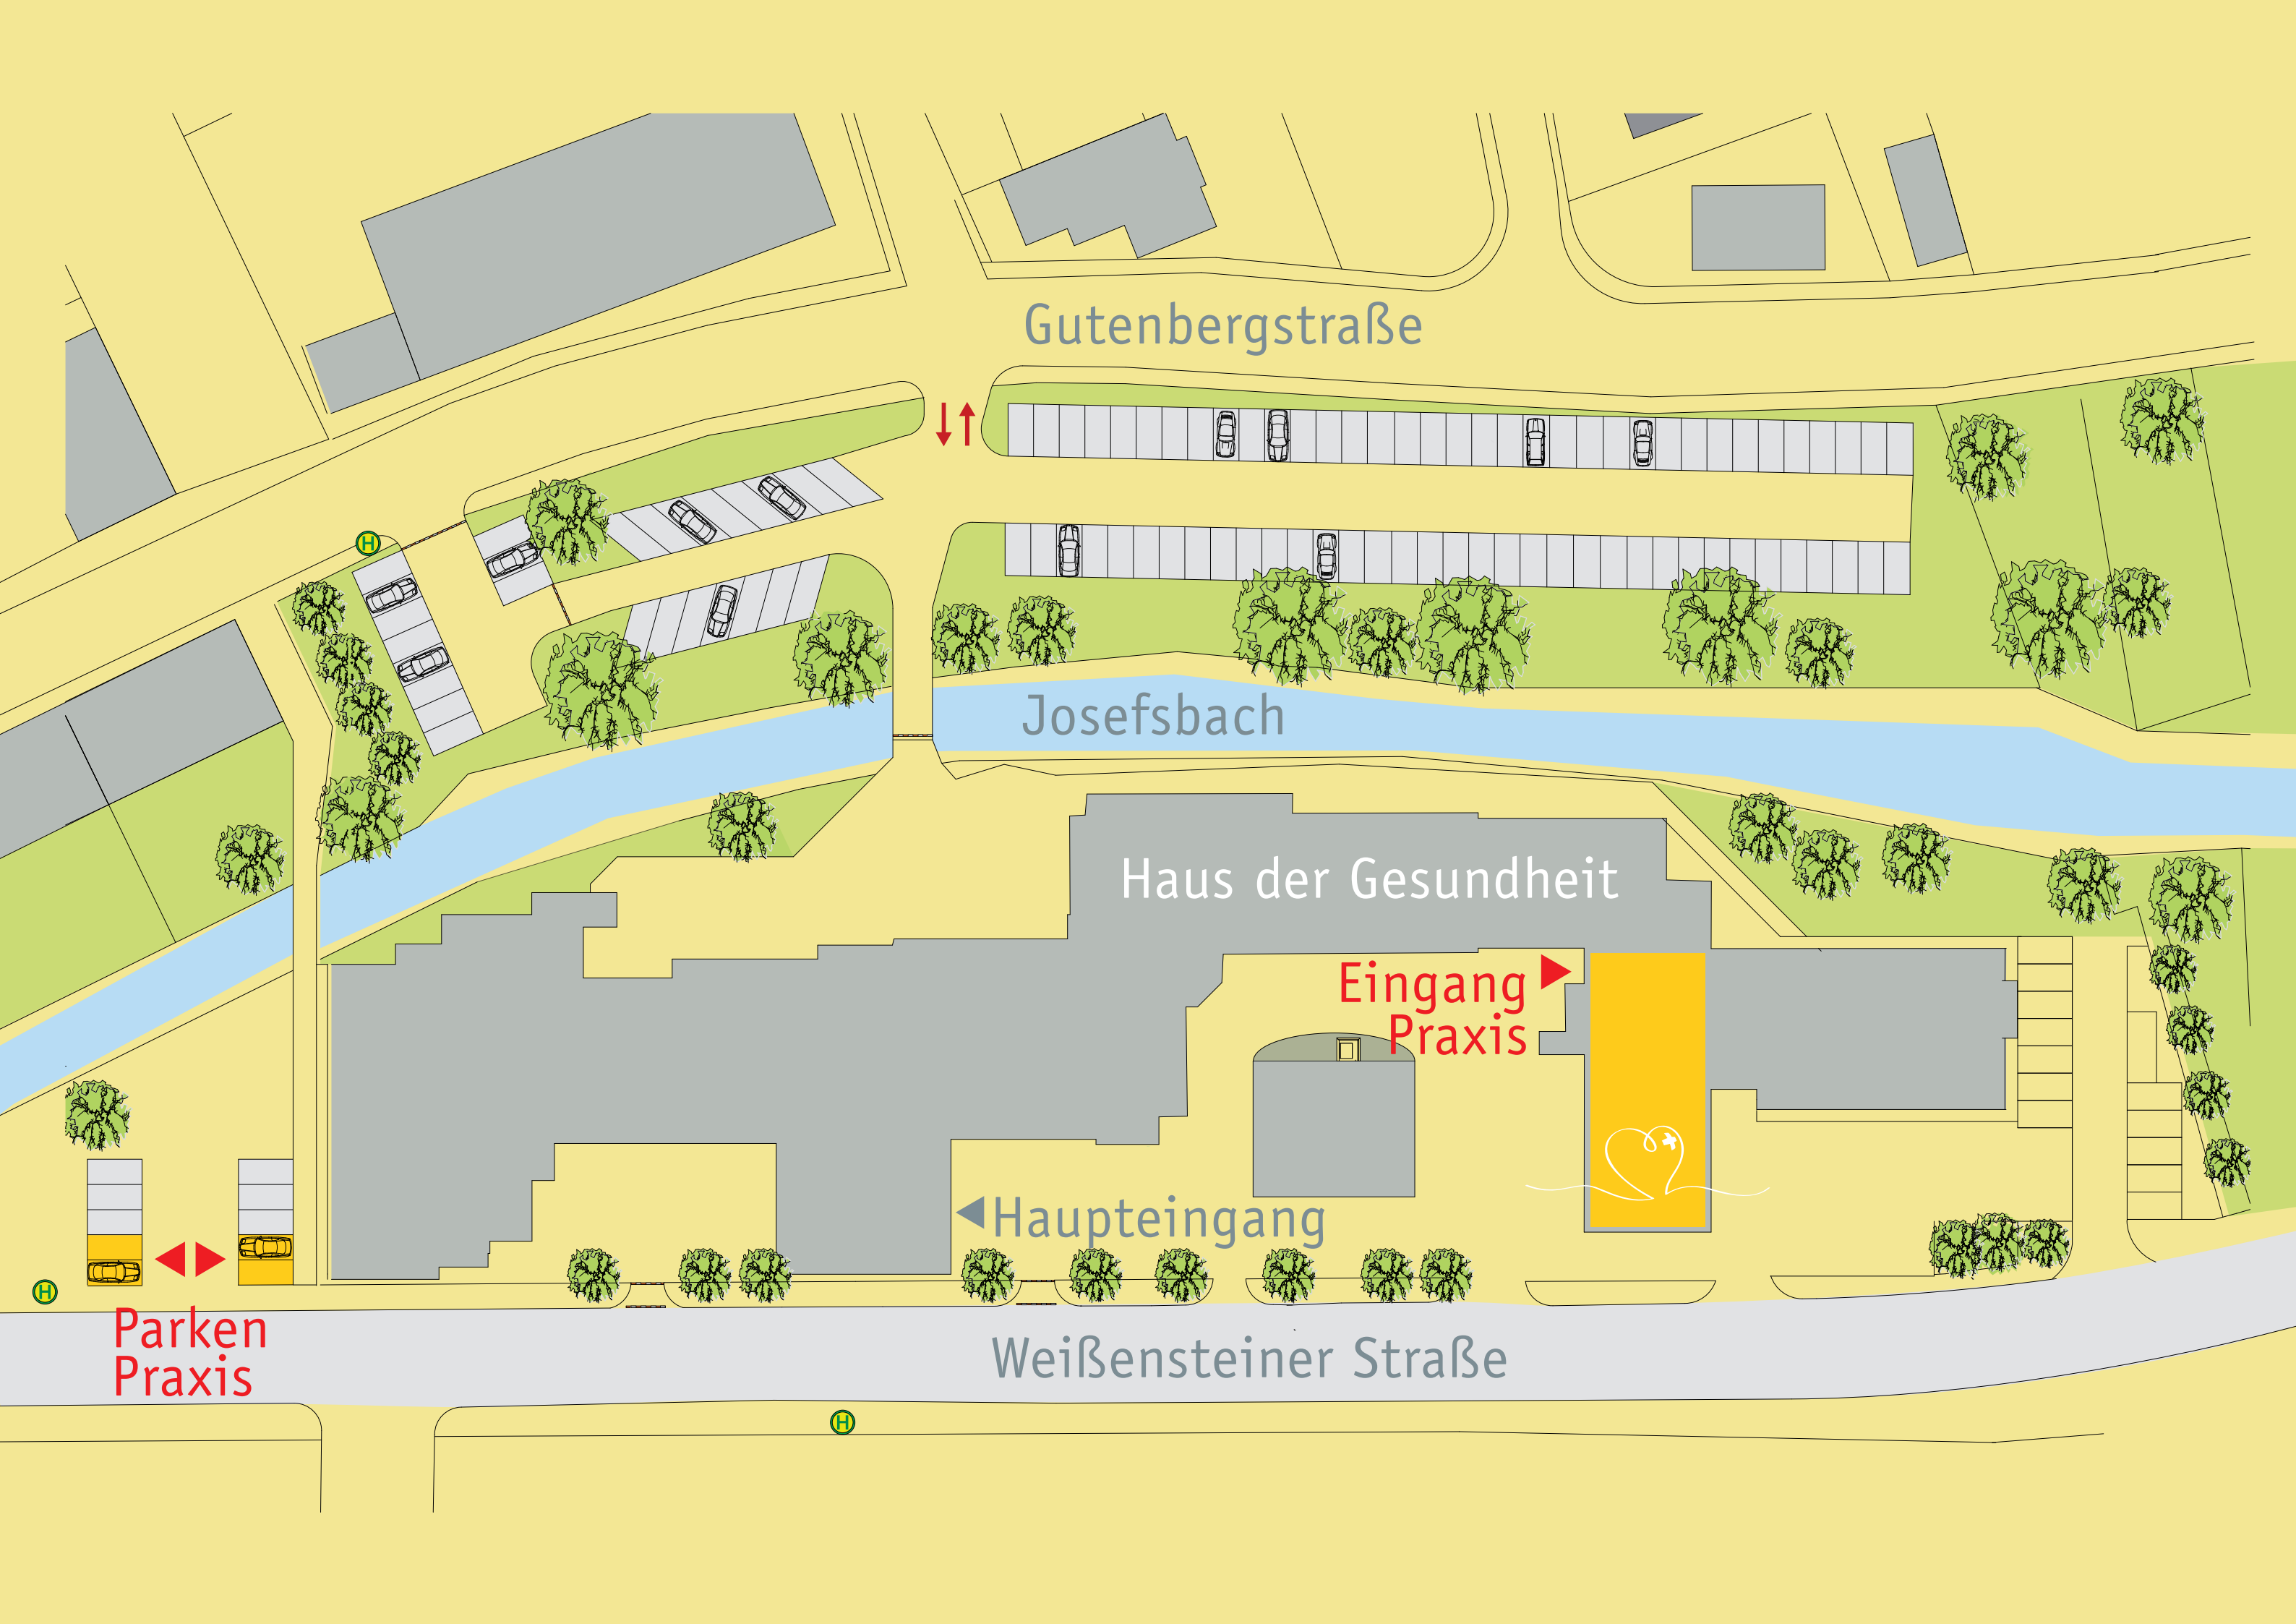 Gutenbergstraße
H
Josefsbach
Haus der Gesundheit
Eingang
Praxis
Haupteingang
H
Parken
Praxis
Weißensteiner Straße
H